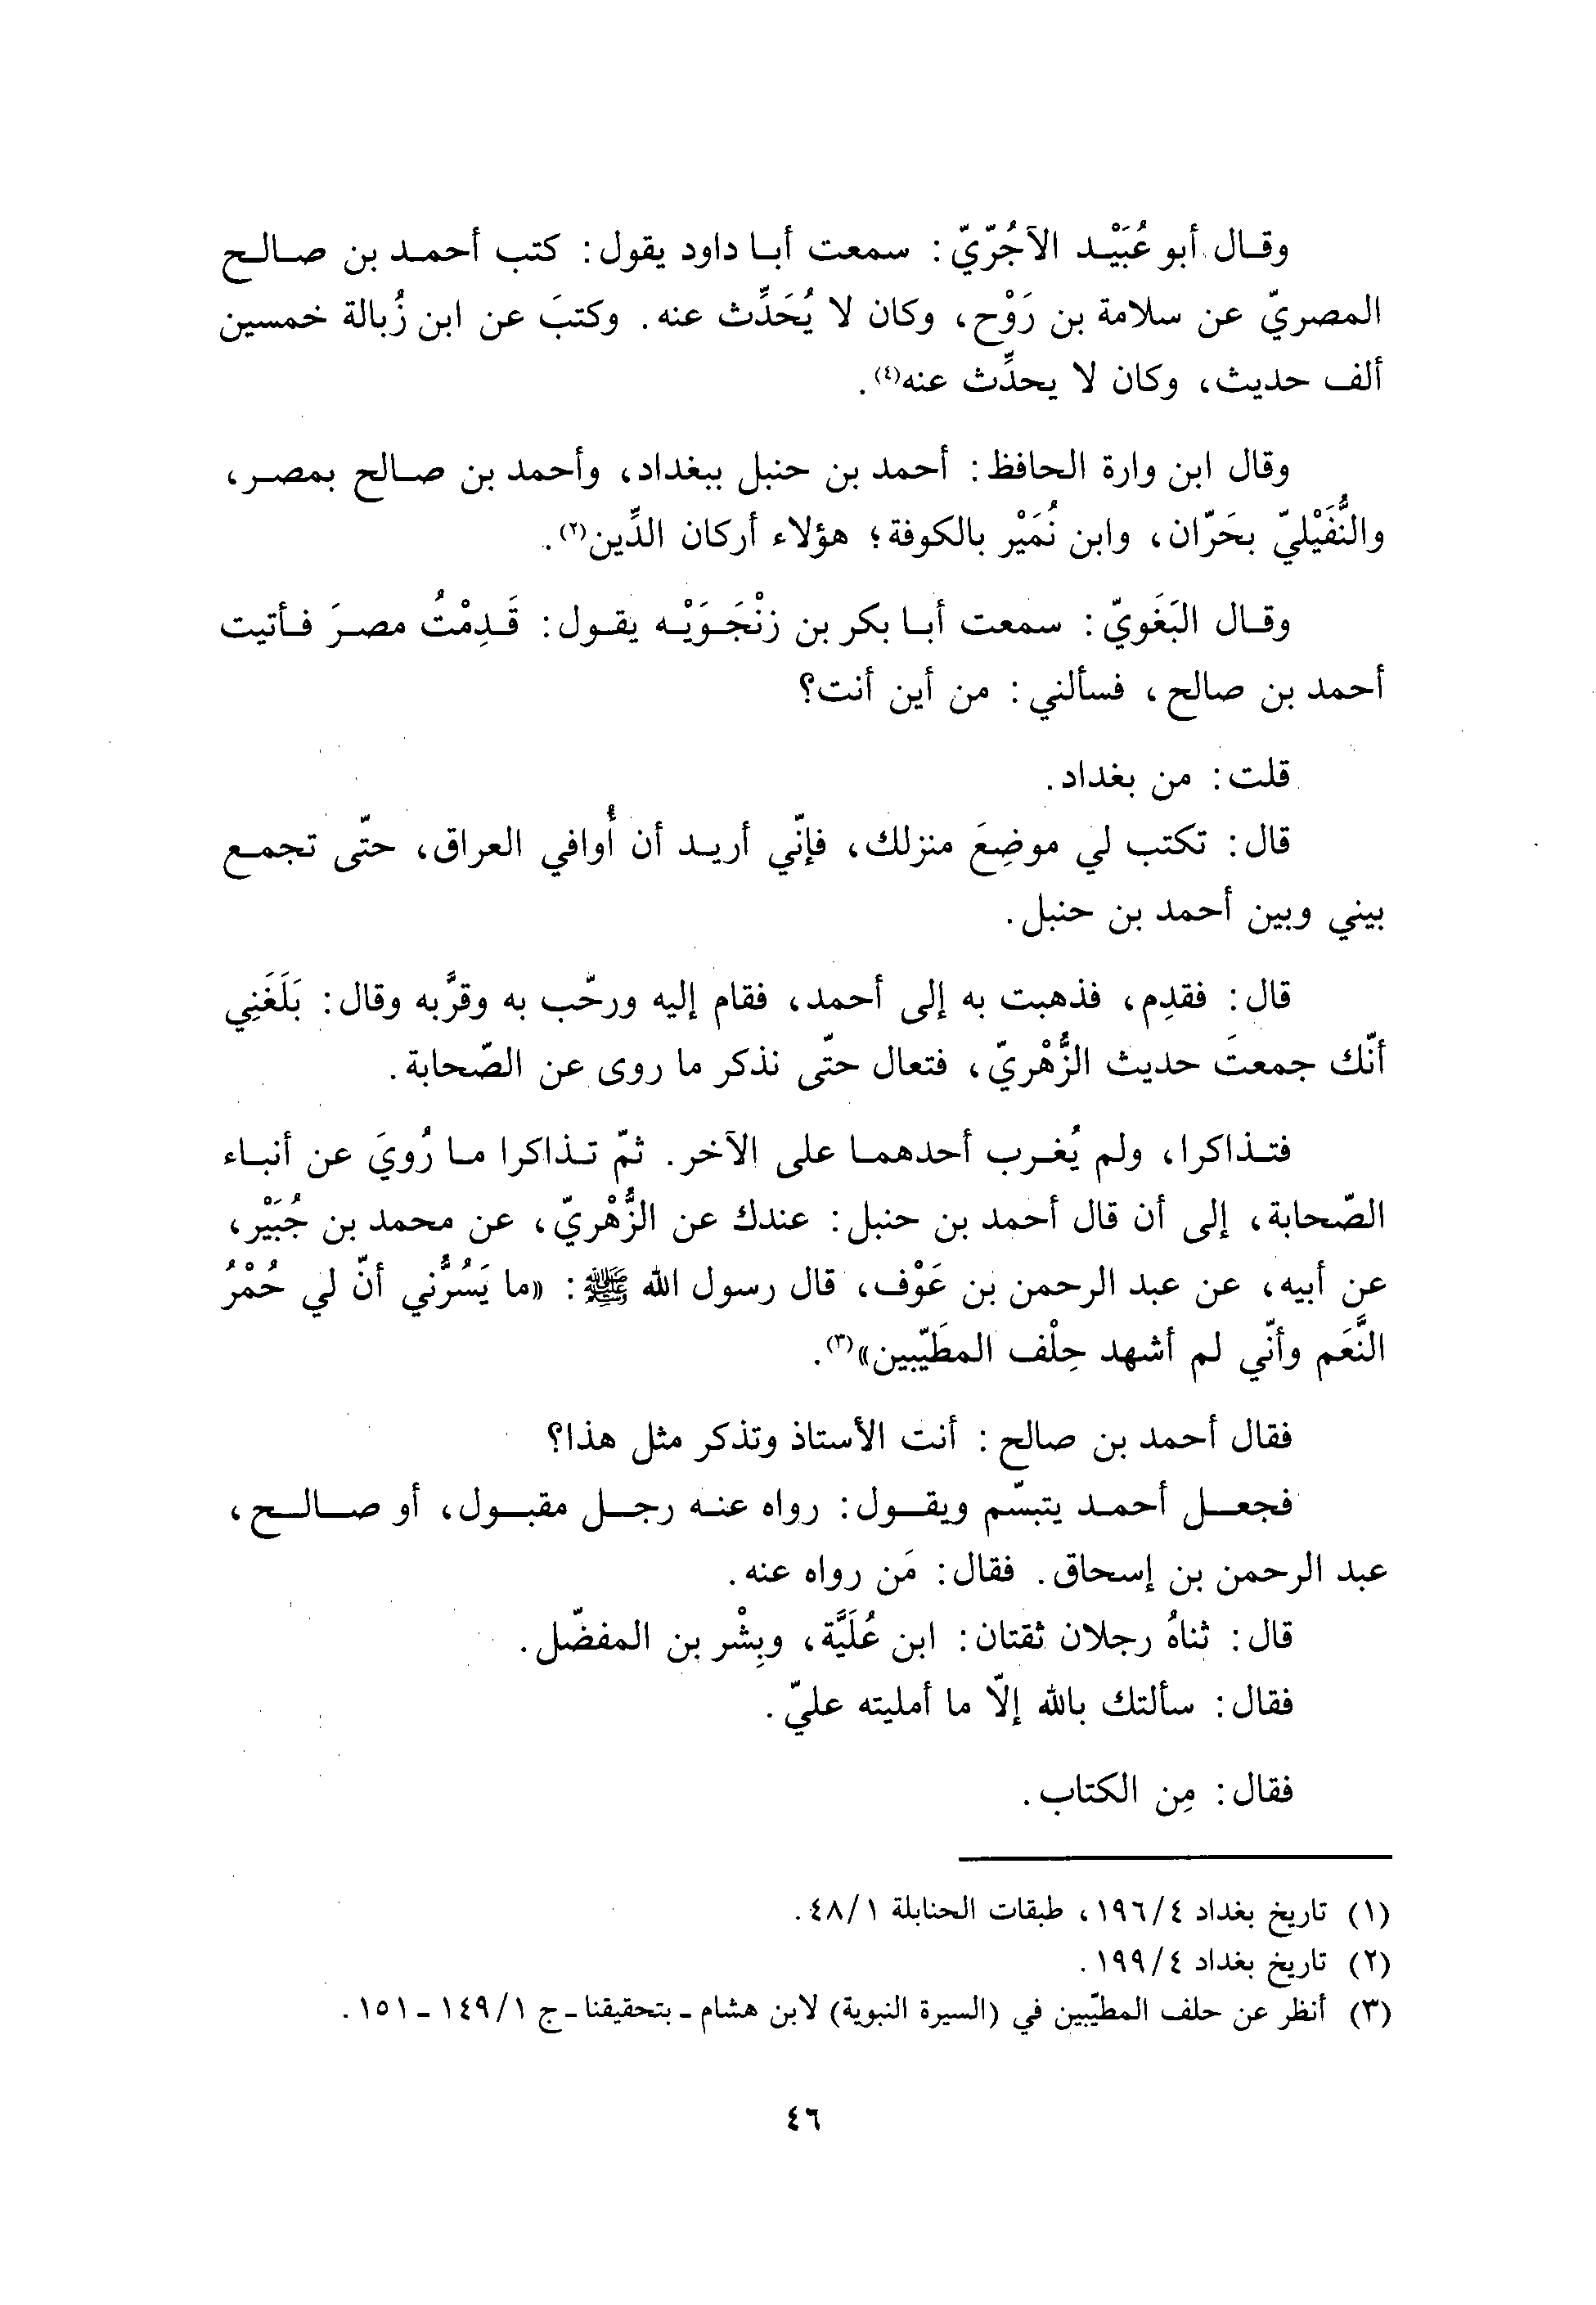 وقال أبو عُبَيْد الآجُرّيّ: سمعت أبا داود يقول: كتب أحمد بن صالح
المصريّ عن سلامة بن رَوْح، وكان لا يُحَدِّث عنه. وكتبَ عن ابن زُبالة خمسين
ألف حديث، وكان لا يحدِّث عنه(٤).
وقال ابن وارة الحافظ: أحمد بن حنبل ببغداد، وأحمد بن صالح بمصر،
والنُّفَيْليّ بحَرّان، وابن نُمَيْر بالكوفة؛ هؤلاء أركان الدِّين(٢).
وقال البَغَويّ: سمعت أبا بكر بن زنْجَوَيْه يقول: قَدِمْتُ مصرَ فأتيت
أحمد بن صالح، فسألني: من أين أنت؟
قلت: من بغداد.
قال: تكتب لي موضِعَ منزلك، فإنّي أريد أن أُوافي العراق، حتّى تجمع
بيني وبين أحمد بن حنبل.
قال: فقدِم، فذهبت به إلى أحمد، فقام إليه ورحّب به وقرَّبه وقال: بَلَغَنِي
أنّك جمعتَ حديث الزُّهْريّ، فتعال حتّى نذكر ما روى عن الصّحابة.
فتذاكرا، ولم يُغرب أحدهما على الآخر. ثمّ تذاكرا ما رُويَ عن أنباء
الصّحابة، إلى أن قال أحمد بن حنبل: عندك عن الزُّهْريّ، عن محمد بن جُبَيْر،
عن أبيه، عن عبد الرحمن بن عَوْف، قال رسول الله ﷺ: «ما يَسُرُّني أنّ لي حُمْرُ
النَّعَم وأنّي لم أشهد حِلْف المطَيّبين»(٣).
فقال أحمد بن صالح: أنت الأستاذ وتذكر مثل هذا؟
فجعل أحمد يتبسّم ويقول: رواه عنه رجل مقبول، أو صالح،
عبد الرحمن بن إسحاق. فقال: مَن رواه عنه.
قال: ثناهُ رجلان ثقتان: ابن عُلَيَّة، وبِشْر بن المفضّل.
فقال: سألتك بالله إلّا ما أمليته عليّ.
فقال: مِن الكتاب.
(١) تاريخ بغداد ٤/١٩٦، طبقات الحنابلة ١/٤٨.
(٢) تاريخ بغداد ٤/١٩٩.
(٣) أنظر عن حلف المطيّبين في (السيرة النبوية) لابن هشام ـ بتحقيقنا ـ ج ١/١٤٩ ـ ١٥١.
٤٦